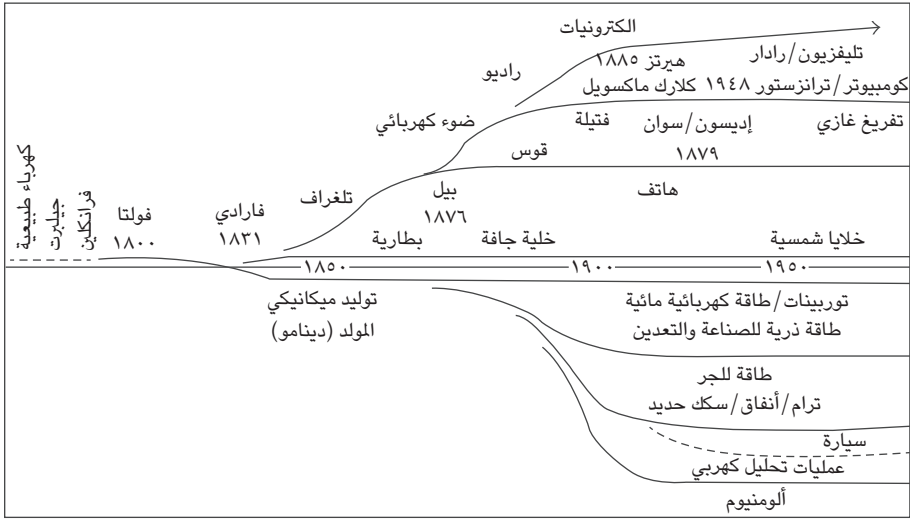 الكترونيات
تليفزيون/رادار
هيرتز ١٨٨٥
راديو
كومبيوتر/ترانزستور ١٩٤٨ كلارك ماكسويل
ضوء كهربائي
فتيلة
إديسون/سوان
١٨٧٩
تفريغ غازي
قوس
هاتف
بيل
١٨٧٦
تلغراف
كهرباء طبيعية
جيلبرت
فرانكلين
فولتا
١٨٠٠
فارادي
١٨٣١
بطارية
خلية جافة
خلايا شمسية
١٨٥٠
١٩٠٠
١٩٥٠
توليد ميكانيكي
المولد (دينامو)
توربينات/طاقة كهربائية مائية
طاقة ذرية للصناعة والتعدين
طاقة للجر
ترام/أنفاق/سكك حديد
سيارة
عمليات تحليل كهربي
ألومنيوم